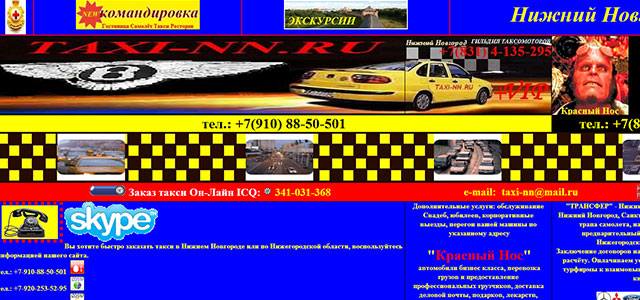 NEW командировка
Гостиница Самолёт Такси Ресторан
ЭКСКУРСИИ
Нижний Нов
TAXI-NN.RU
Нижний Новгород ГИЛЬДИЯ ТАКСОМОТОРОВ
+7(831) 4-135-295
TAXI-NN RU
+VIP
"Красный Нос"
тел.: +7(910) 88-50-501
тел.: +7(8
Заказ такси Он-Лайн ICQ: 341-031-368
e-mail: taxi-nn@mail.ru
skype
Вы хотите быстро заказать такси в Нижнем Новгороде или по Нижегородской области, воспользуйтесь
информацией нашего сайта.
тел.: +7-910-88-50-501
тел.: +7-920-253-52-95
Дополнительные услуги: обслуживание
Свадеб, юбилеев, корпоративные
выезды, перегон вашей машины по
указанному адресу
"Красный Нос"
автомобили бизнес класса, перевозка
грузов и предоставление
профессиональных грузчиков, доставка
деловой почты, подарков, лекарств,
"ТРАНСФЕР" - Нижн
Нижний Новгород, Санкт
трапа самолета, на
предварительный
Нижегородск
Заключение договоров на
расчёту. Оплачиваем у
турфирмы и взаимовыг
к